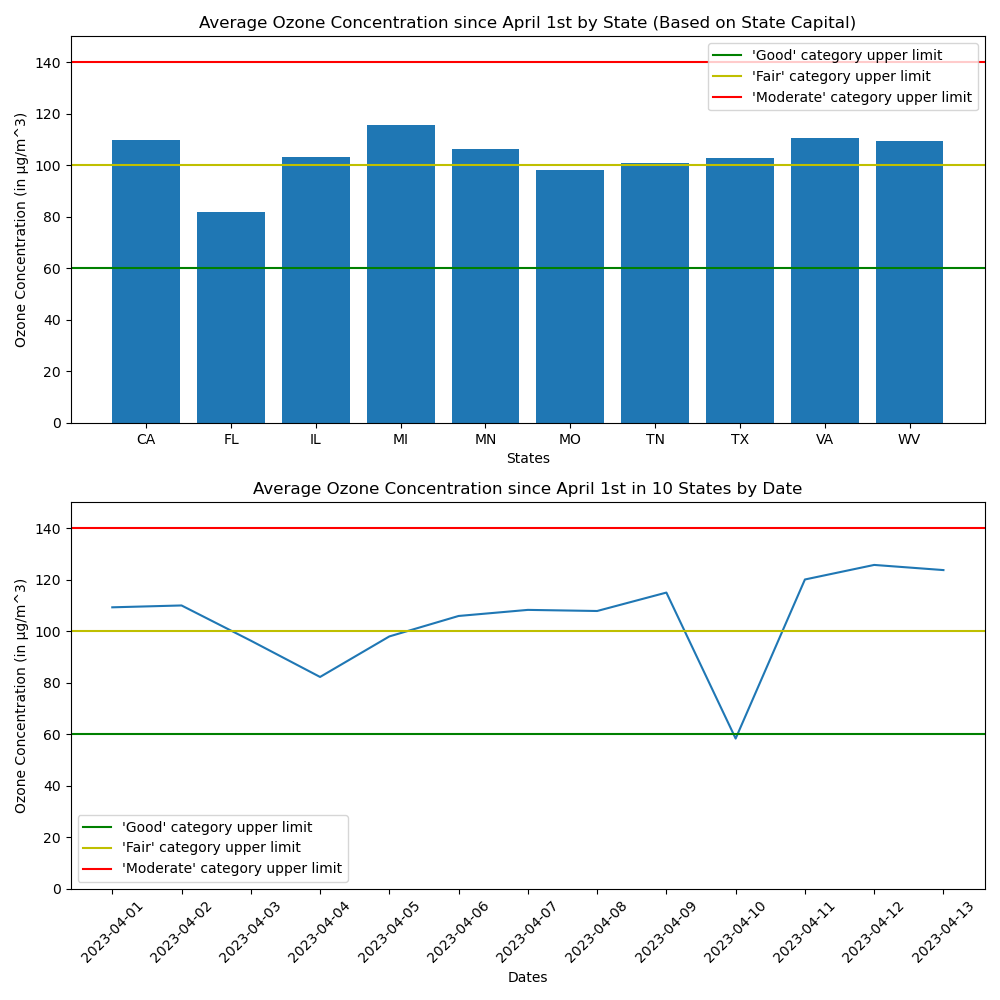 Average Ozone Concentration since April 1st by State (Based on State Capital)
'Good' category upper limit
'Fair' category upper limit
'Moderate' category upper limit
Ozone Concentration (in µg/m^3)
140
120
100
80
60
40
20
0
CA FL IL MI MN MO TN TX VA WV
States
Average Ozone Concentration since April 1st in 10 States by Date
Ozone Concentration (in µg/m^3)
140
120
100
80
60
40
20
0
'Good' category upper limit
'Fair' category upper limit
'Moderate' category upper limit
2023-04-01 2023-04-02 2023-04-03 2023-04-04 2023-04-05 2023-04-06 2023-04-07 2023-04-08 2023-04-09 2023-04-10 2023-04-11 2023-04-12 2023-04-13
Dates